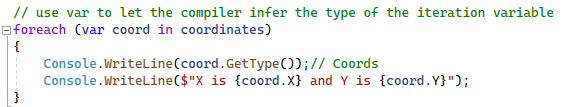 // use var to let the compiler infer the type of the iteration variable
foreach (var coord in coordinates)
{
    Console.WriteLine(coord.GetType());// Coords
    Console.WriteLine($"X is {coord.X} and Y is {coord.Y}");
}